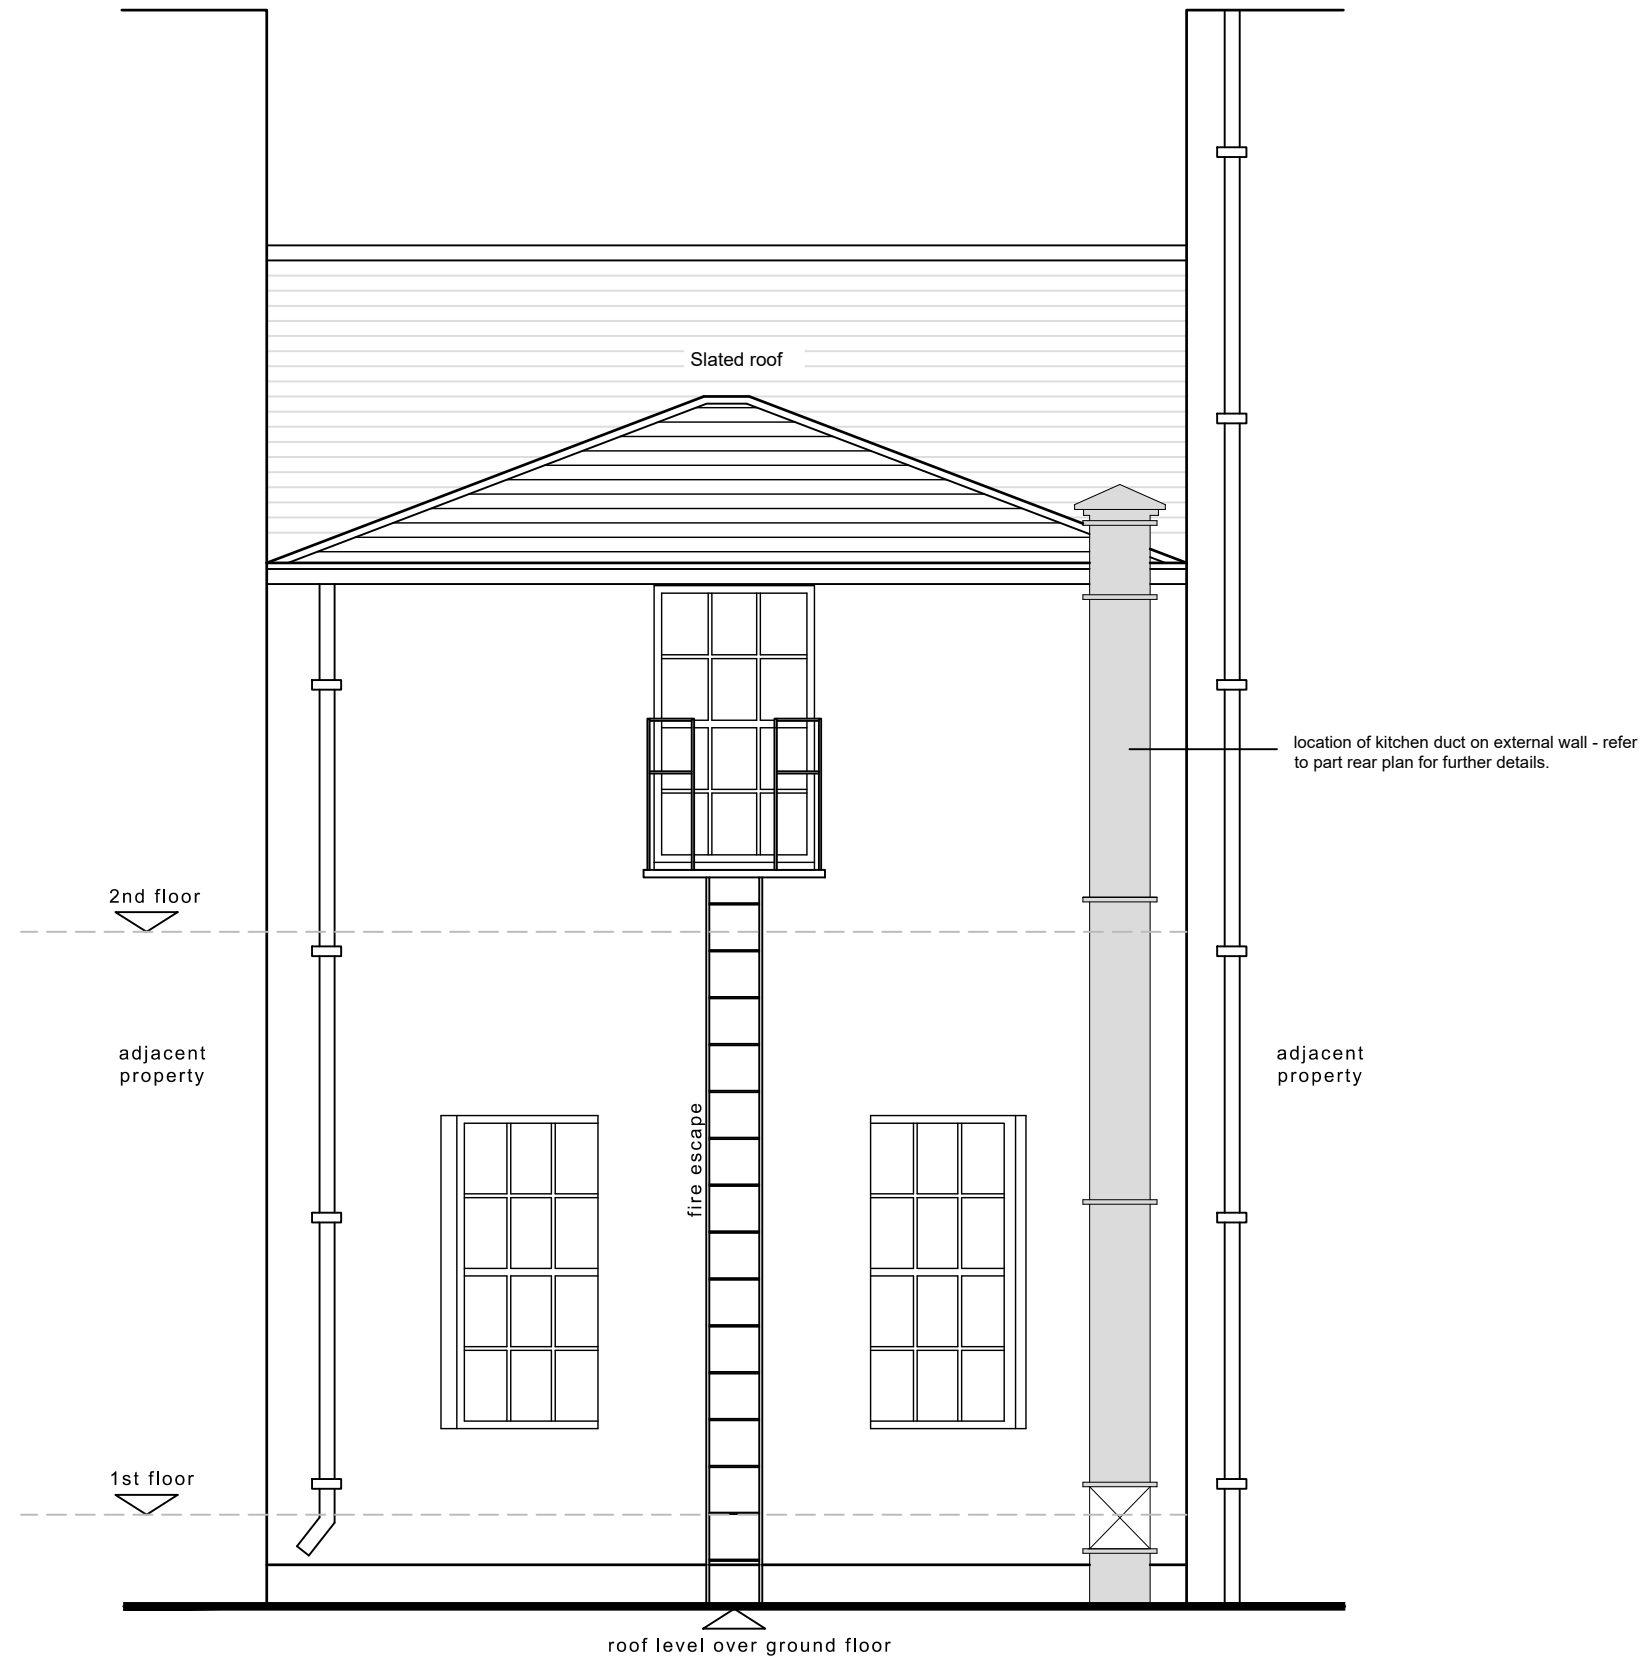 Slated roof
location of kitchen duct on external wall - refer
to part rear plan for further details.
2nd floor
adjacent
property
adjacent
property
fire escape
1st floor
roof level over ground floor